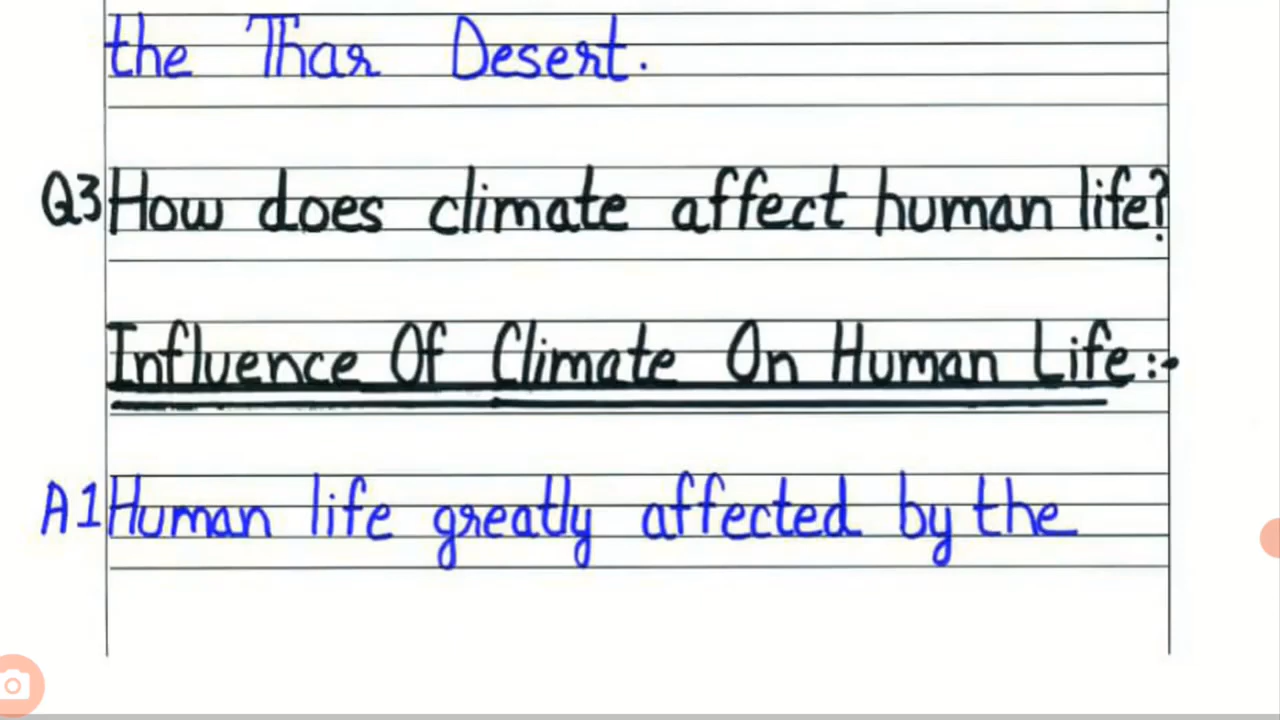 the Thar Desert.
Q3 How does climate affect human life?
Influence Of Climate On Human Life:-
A1 Human life greatly affected by the